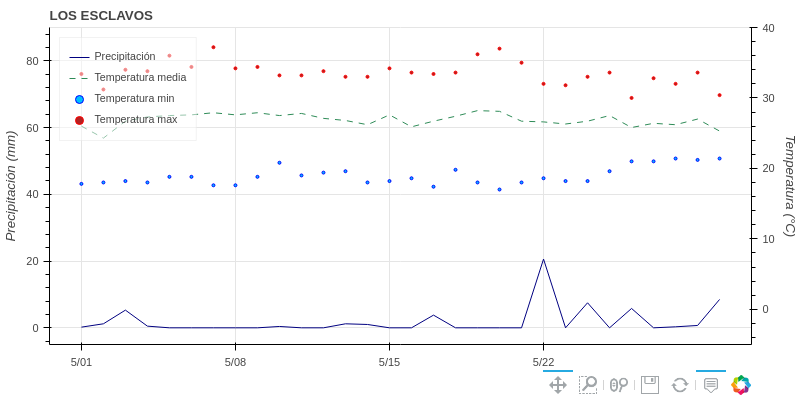 LOS ESCLAVOS
Precipitación
Temperatura media
Temperatura min
Temperatura máx
Precipitación (mm)
80
60
40
20
0
40
30
20
10
0
Temperatura (°C)
5/01
5/08
5/15
5/22